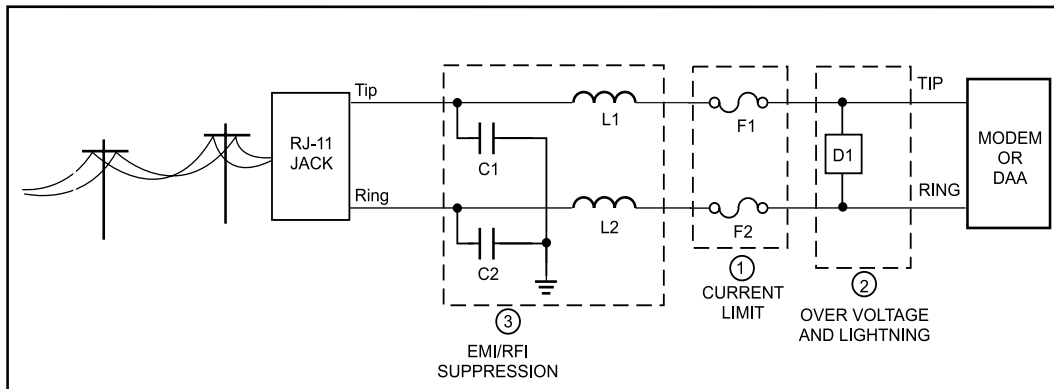 RJ-11
JACK
Tip
Ring
C1
C2
L1
L2
3
EMI/RFI
SUPPRESSION
F1
F2
1
CURRENT
LIMIT
D1
2
OVER VOLTAGE
AND LIGHTNING
TIP
RING
MODEM
OR
DAA